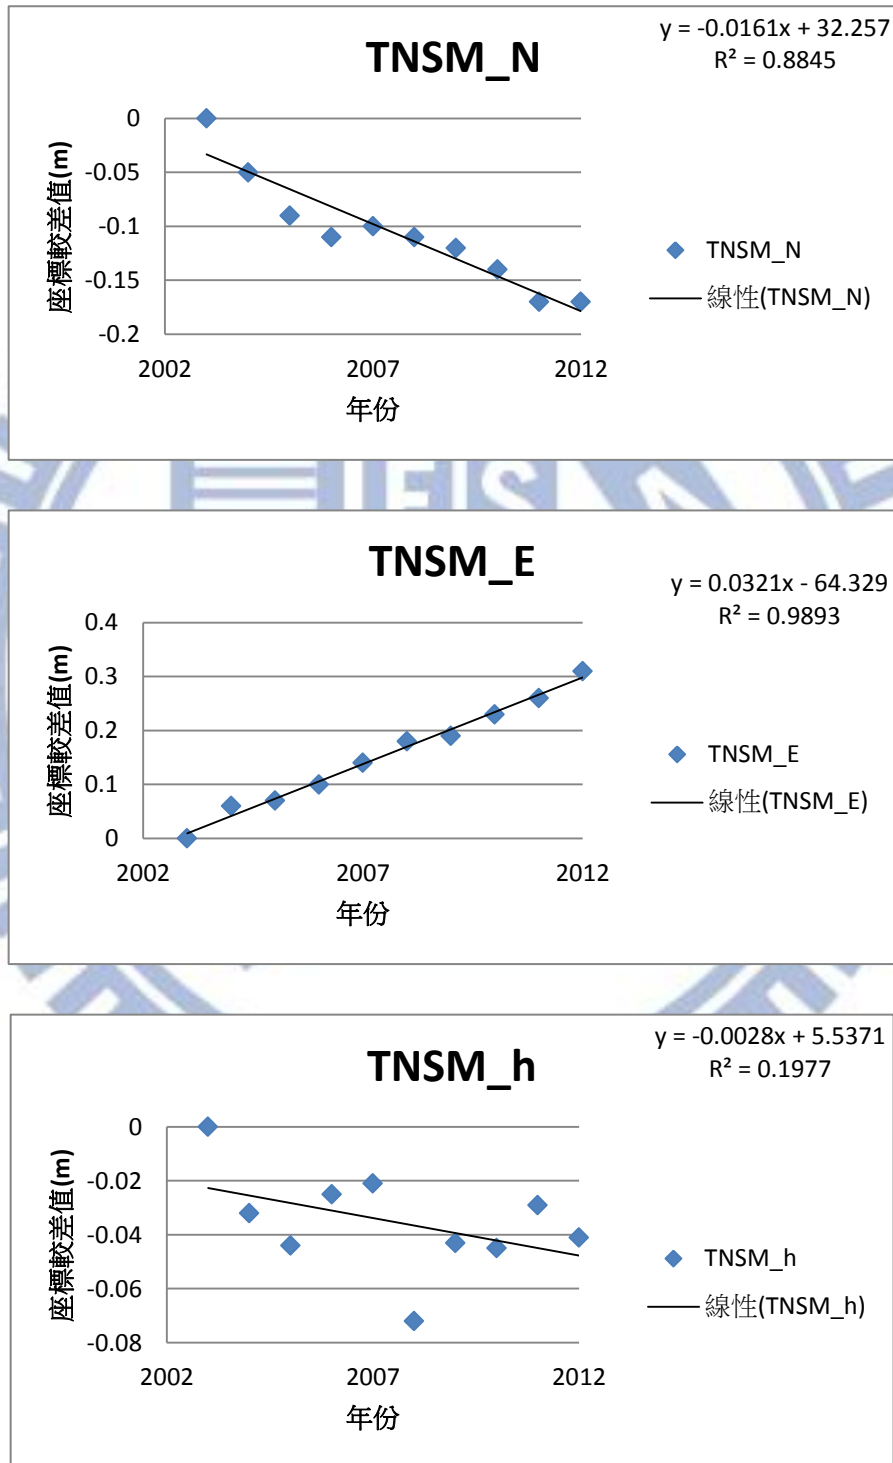 TNSM_N
y = -0.0161x + 32.257
R² = 0.8845
座標較差值(m)
0
-0.05
-0.1
-0.15
-0.2
2002 2007 2012
年份
TNSM_N
線性(TNSM_N)
ESA
TNSM_E
y = 0.0321x - 64.329
R² = 0.9893
座標較差值(m)
0.4
0.3
0.2
0.1
0
2002 2007 2012
年份
TNSM_E
線性(TNSM_E)
TNSM_h
y = -0.0028x + 5.5371
R² = 0.1977
座標較差值(m)
0
-0.02
-0.04
-0.06
-0.08
2002 2007 2012
年份
TNSM_h
線性(TNSM_h)